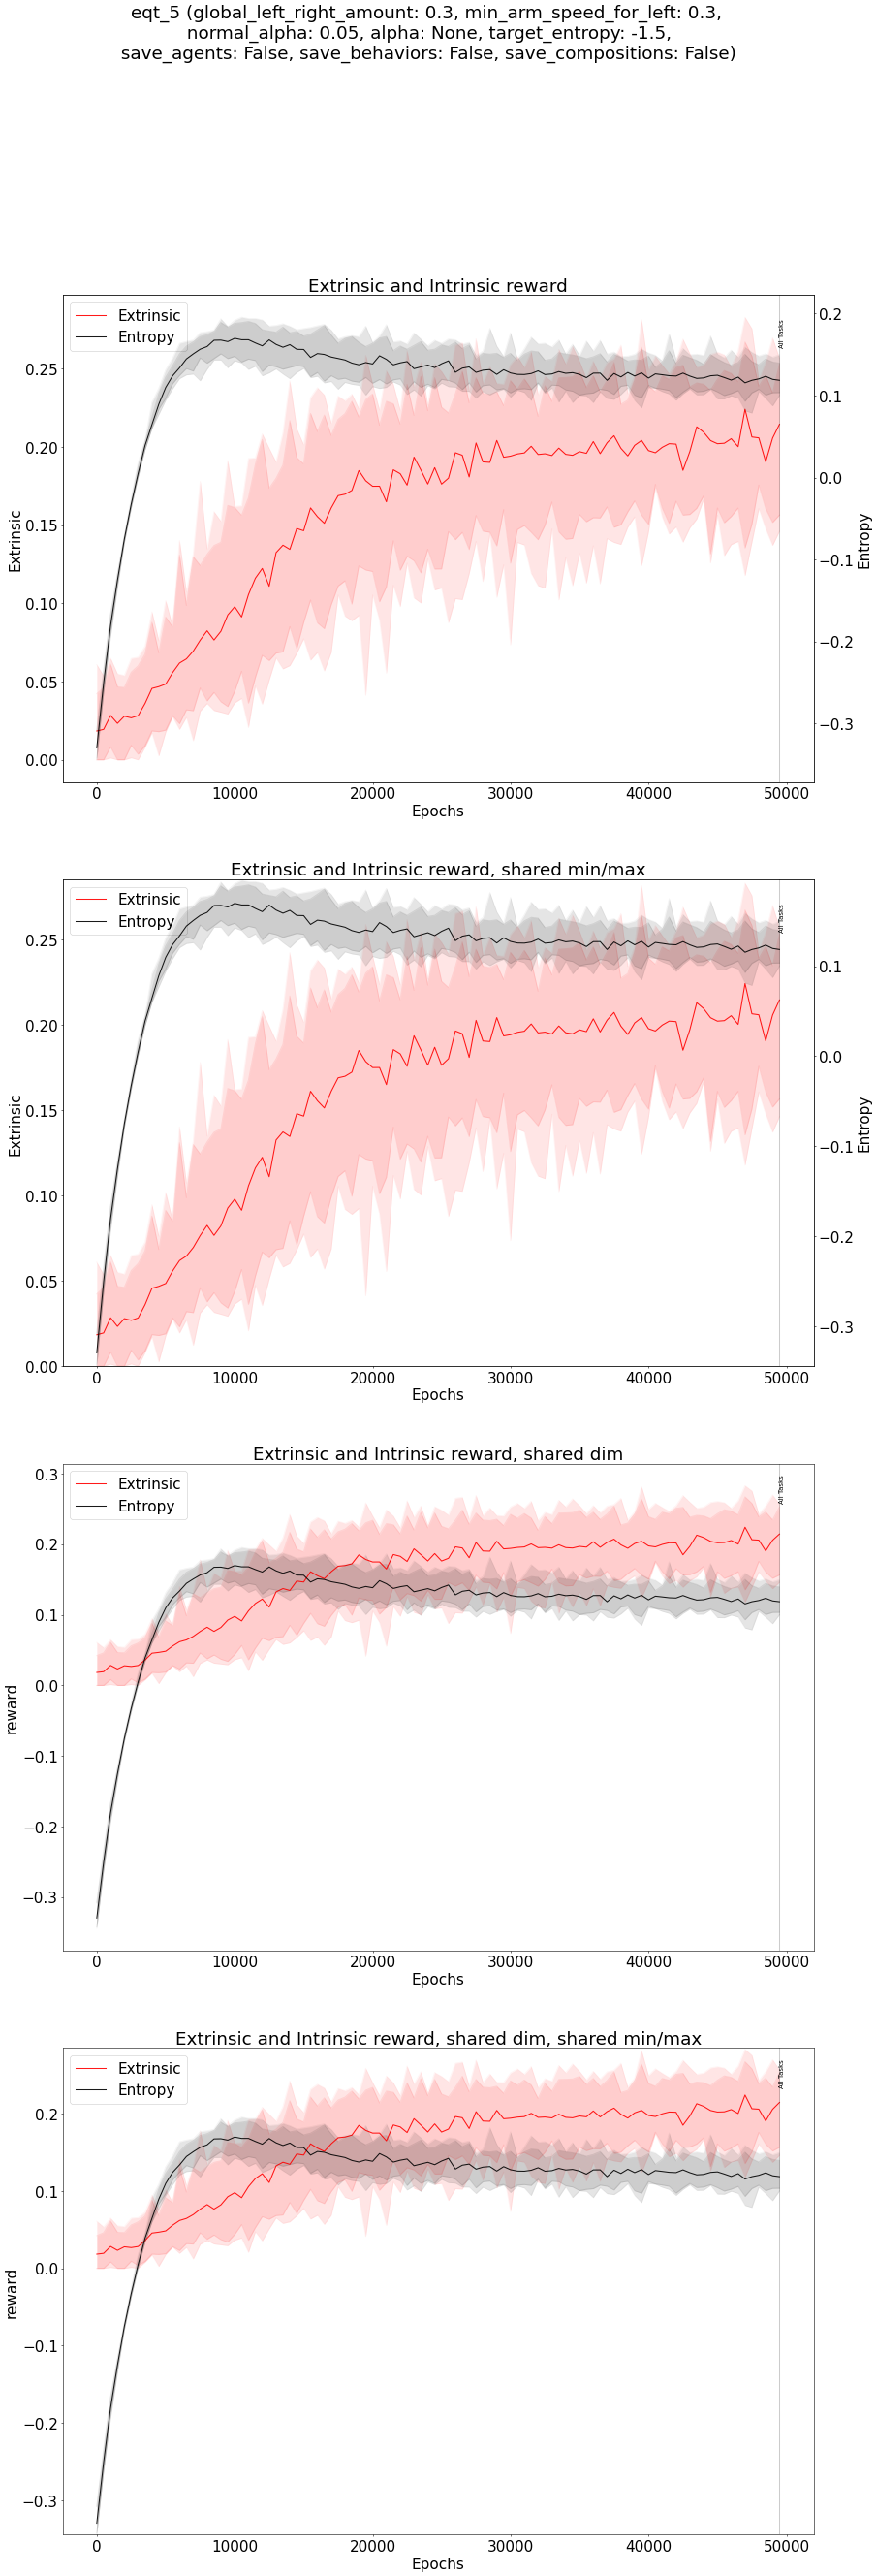 eqt_5 (global_left_right_amount: 0.3, min_arm_speed_for_left: 0.3,
normal_alpha: 0.05, alpha: None, target_entropy: -1.5,
save_agents: False, save_behaviors: False, save_compositions: False)
Extrinsic and Intrinsic reward
Extrinsic
Entropy
All Tasks
0.25
0.20
0.15
0.10
0.05
0.00
Extrinsic
0.2
0.1
0.0
−0.1
−0.2
−0.3
Entropy
0 10000 20000 30000 40000 50000
Epochs
Extrinsic and Intrinsic reward, shared min/max
Extrinsic
Entropy
All Tasks
0.25
0.20
0.15
0.10
0.05
0.00
Extrinsic
0.1
0.0
−0.1
−0.2
−0.3
Entropy
0 10000 20000 30000 40000 50000
Epochs
Extrinsic and Intrinsic reward, shared dim
Extrinsic
Entropy
All Tasks
0.3
0.2
0.1
0.0
−0.1
−0.2
−0.3
reward
0 10000 20000 30000 40000 50000
Epochs
Extrinsic and Intrinsic reward, shared dim, shared min/max
Extrinsic
Entropy
All Tasks
0.2
0.1
0.0
−0.1
−0.2
−0.3
reward
0 10000 20000 30000 40000 50000
Epochs